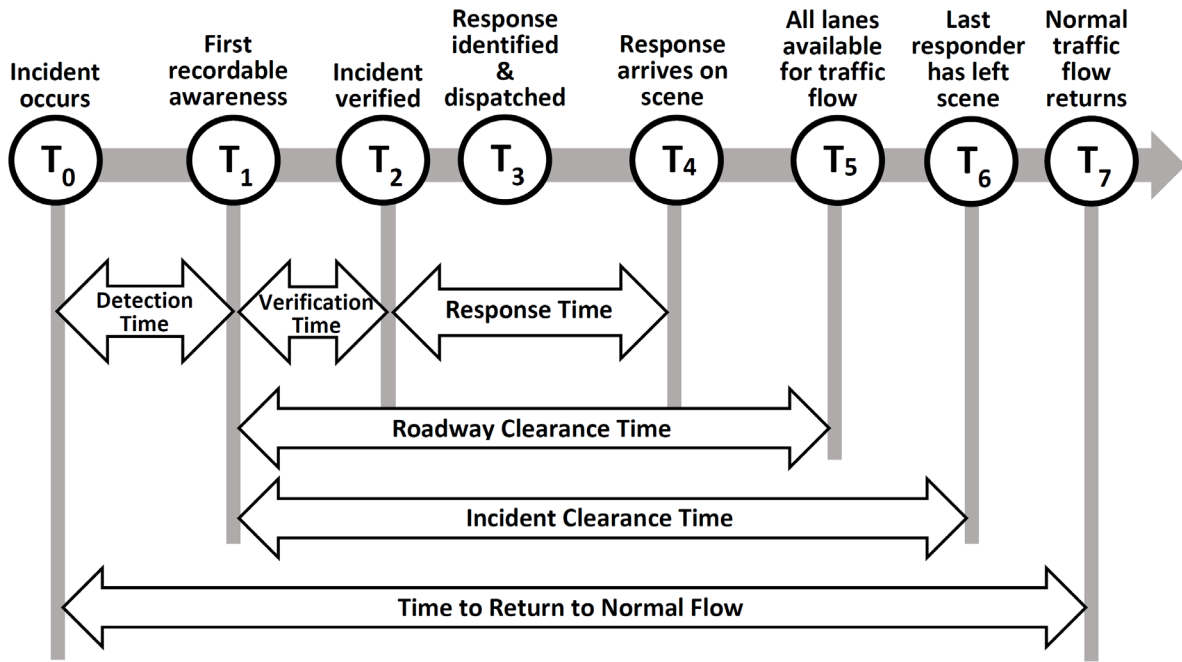 Incident
occurs
First
recordable
awareness
Incident
verified
Response
identified
&
dispatched
Response
arrives on
scene
All lanes
available
for traffic
flow
Last
responder
has left
scene
Normal
traffic
flow
returns
T0
T1
T2
T3
T4
T5
T6
T7
Detection
Time
Verification
Time
Response Time
Roadway Clearance Time
Incident Clearance Time
Time to Return to Normal Flow